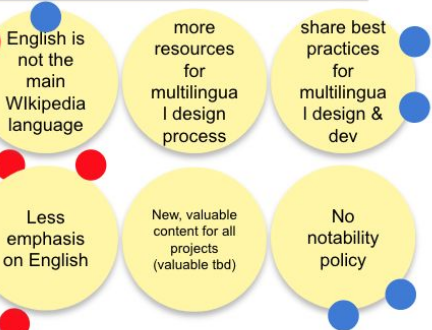 English is
not the
main
WIkipedia
language
more
resources
for
multilingua
l design
process
share best
practices
for
multilingua
l design &
dev
Less
emphasis
on English
New, valuable
content for all
projects
(valuable tbd)
No
notability
policy